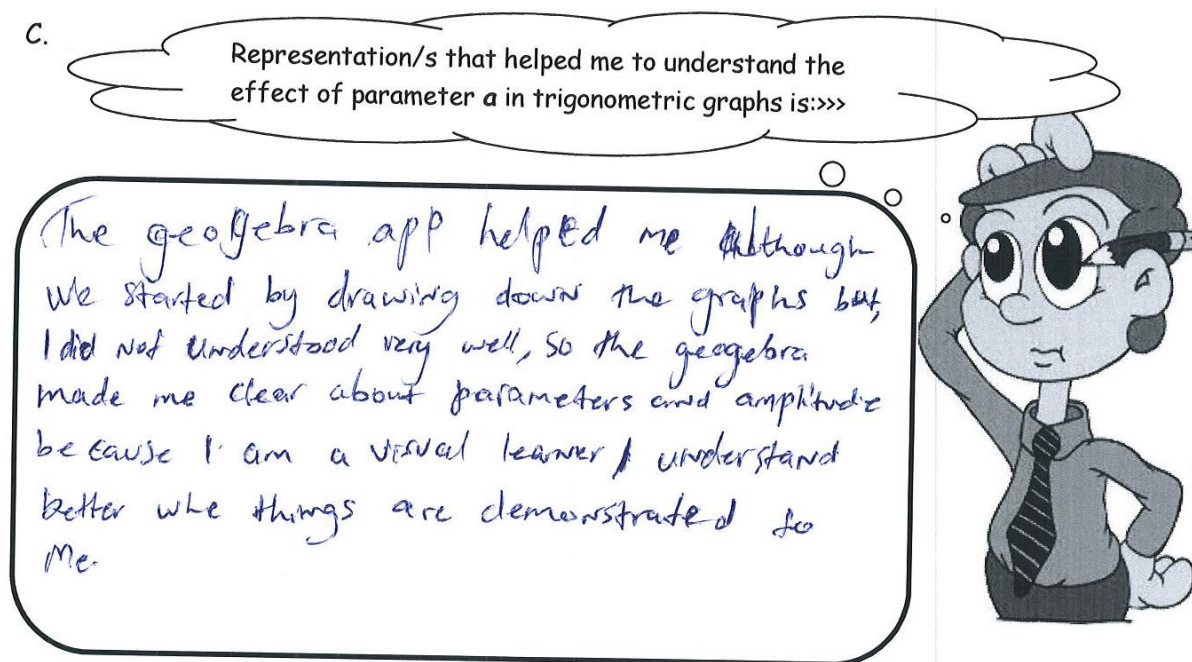 C.
Representation/s that helped me to understand the
effect of parameter a in trigonometric graphs is:>>>
The geogebra app helped me Although
We started by drawing down the graphs but,
I did not understood very well, so the geogebra
made me clear about parameters and amplitude
because I am a visual learner I understand
better whe things are demonstrated to
Me.